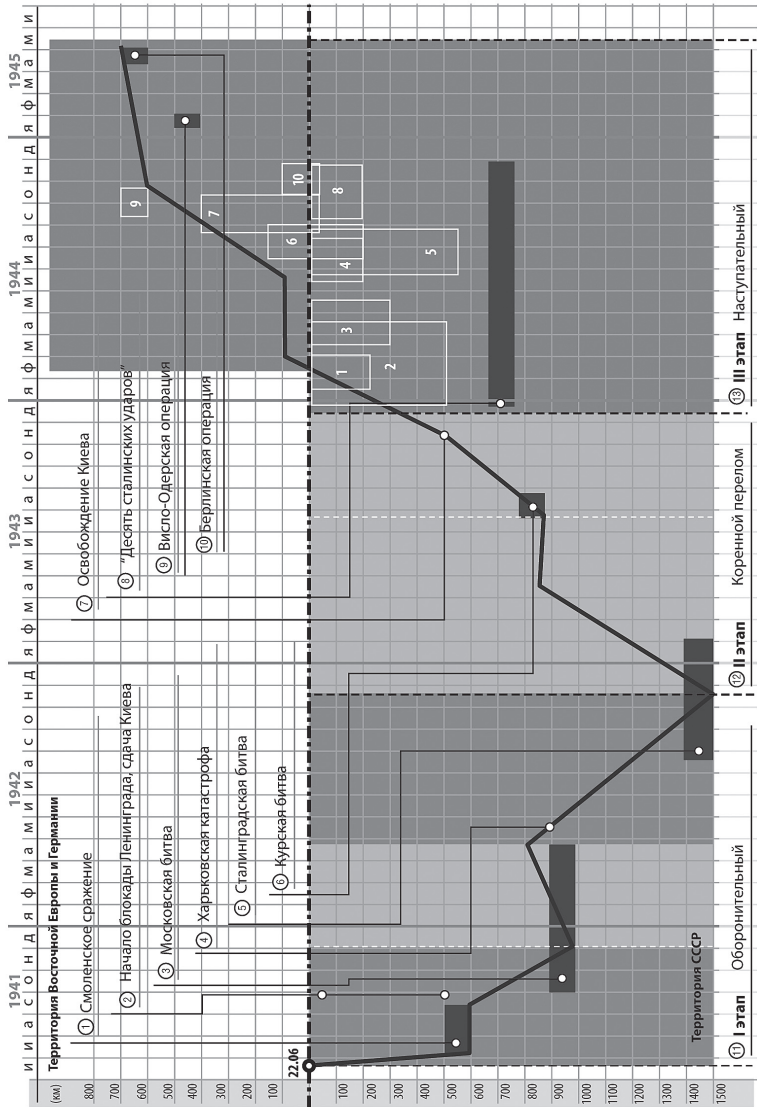 1941 1942 1943 1944 1945
и и а с о н д я ф м а м и и а с о н д я ф м а м и и а с о н д я ф м а м и и а с о н д я ф м а м и
Территория Восточной Европы и Германии
(км)
800
700
600
500
400
300
200
100
22.06
100
200
300
400
500
600
700
800
900
1000
1100
1200
1300
1400
1500
1 Смоленское сражение
2 Начало блокады Ленинграда, сдача Киева
3 Московская битва
4 Харьковская катастрофа
5 Сталинградская битва
6 Курская битва
7 Освобождение Киева
8 "Десять сталинских ударов"
9 Висло-Одерская операция
10 Берлинская операция
1
2
3
4
5
6
7
8
9
10
Территория СССР
11 I этап Оборонительный
12 II этап Коренной перелом
13 III этап Наступательный